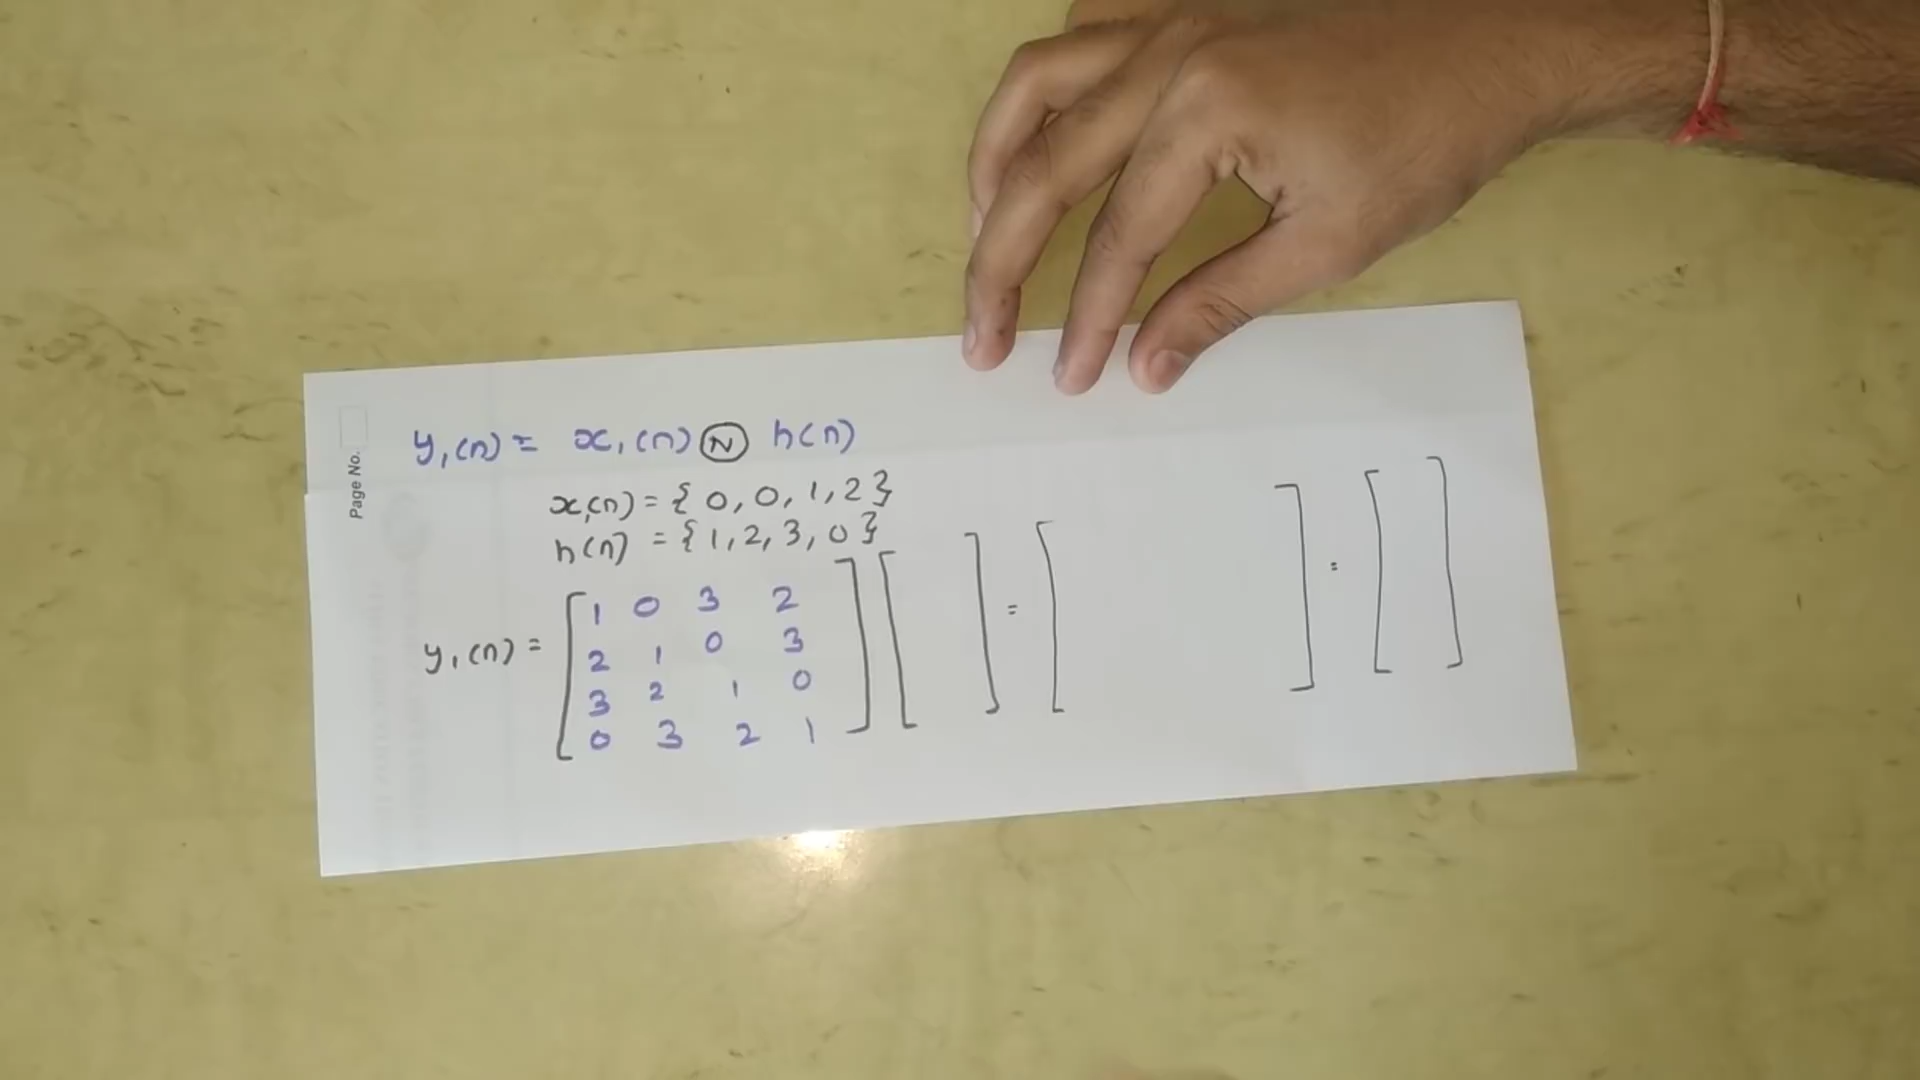 Page No.
y₁(n) = x₁(n) Ⓝ h(n)
x₁(n) = { 0, 0, 1, 2 }
h(n) = { 1, 2, 3, 0 }
y₁(n) = [ 1 0 3 2 ] [ ] = [ ] = [ ]
2 1 0 3
3 2 1 0
0 3 2 1